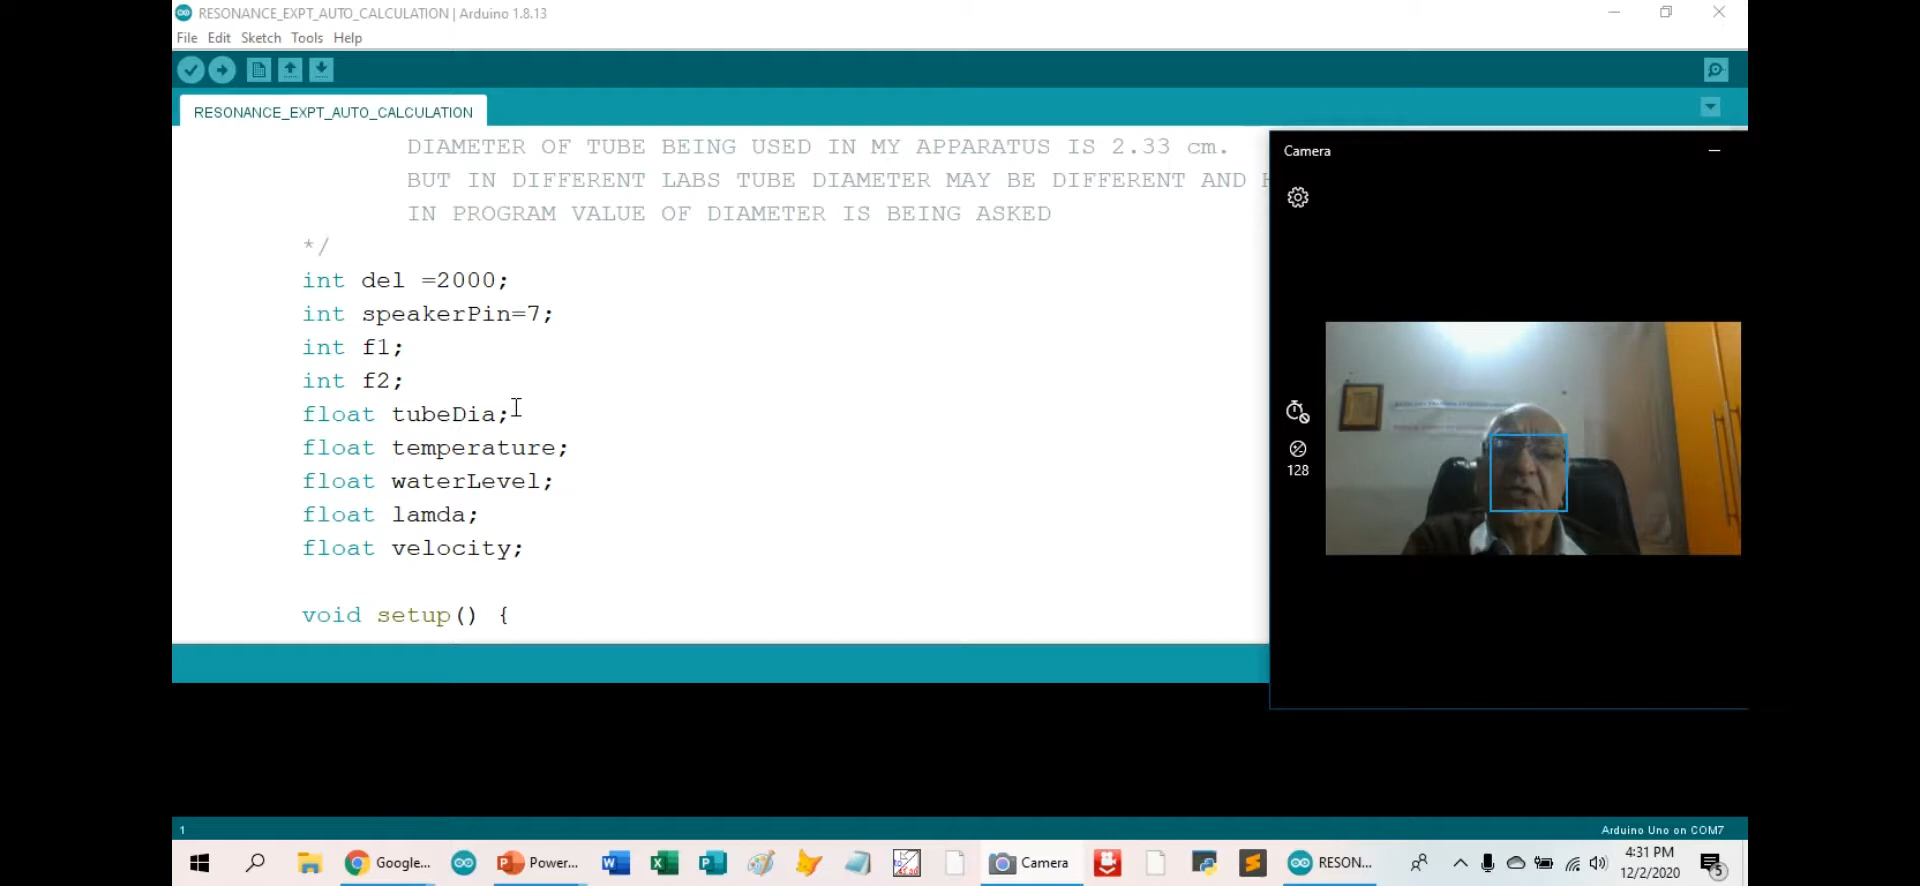 RESONANCE_EXPT_AUTO_CALCULATION | Arduino 1.8.13
File Edit Sketch Tools Help
RESONANCE_EXPT_AUTO_CALCULATION
DIAMETER OF TUBE BEING USED IN MY APPARATUS IS 2.33 cm.
BUT IN DIFFERENT LABS TUBE DIAMETER MAY BE DIFFERENT AND
IN PROGRAM VALUE OF DIAMETER IS BEING ASKED
*/
int del =2000;
int speakerPin=7;
int f1;
int f2;
float tubeDia;
float temperature;
float waterLevel;
float lamda;
float velocity;
void setup() {
Camera
128
1
Arduino Uno on COM7
Google...
Power...
Camera
RESON...
4:31 PM
12/2/2020
5